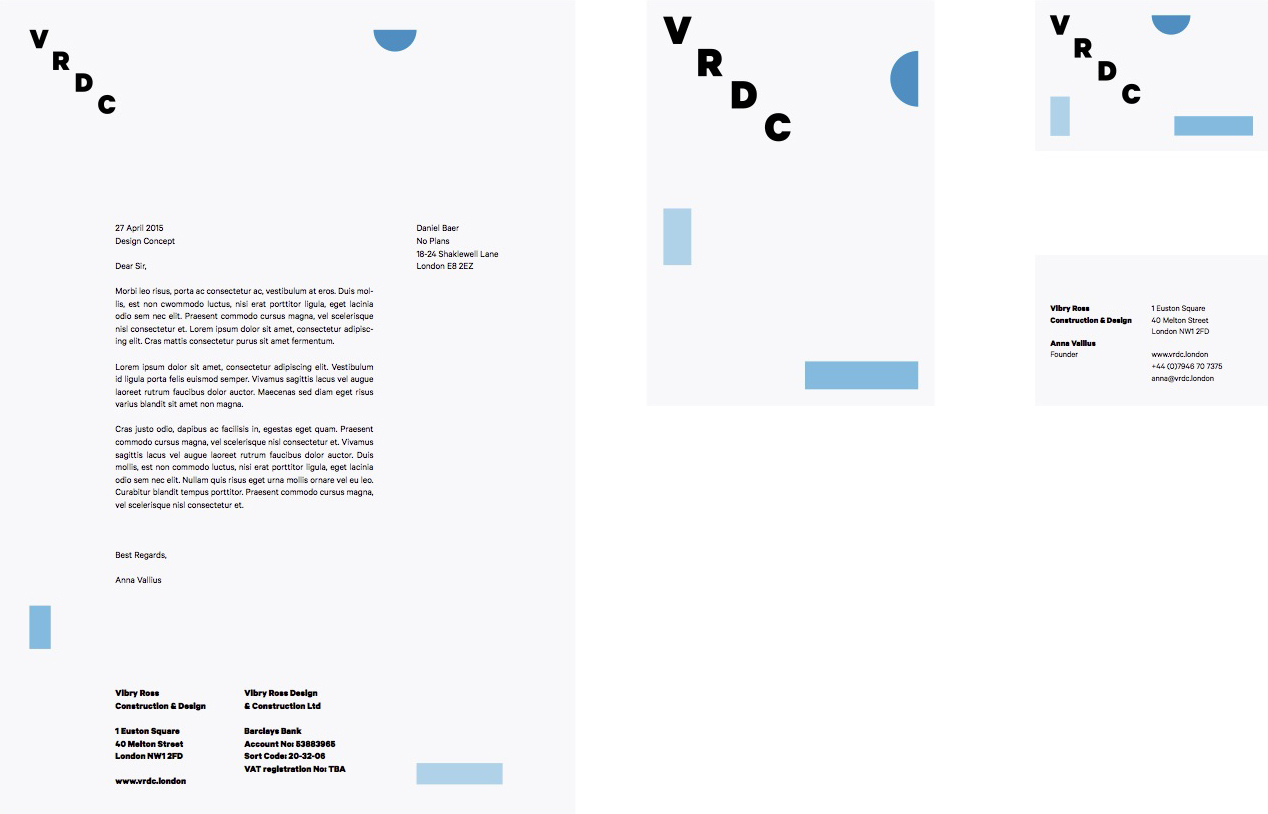 V
R
D
C
27 April 2015
Design Concept
Daniel Baer
No Plans
18-24 Shaklewell Lane
London E8 2EZ
Dear Sir,
Morbi leo risus, porta ac consectetur ac, vestibulum at eros. Duis mol-
lis, est non cwommodo luctus, nisi erat porttitor ligula, eget lacinia
odio sem nec elit. Praesent commodo cursus magna, vel scelerisque
nisl consectetur et. Lorem ipsum dolor sit amet, consectetur adipisc-
ing elit. Cras mattis consectetur purus sit amet fermentum.
Lorem ipsum dolor sit amet, consectetur adipiscing elit. Vestibulum
id ligula porta felis euismod semper. Vivamus sagittis lacus vel augue
laoreet rutrum faucibus dolor auctor. Maecenas sed diam eget risus
varius blandit sit amet non magna.
Cras justo odio, dapibus ac facilisis in, egestas eget quam. Praesent
commodo cursus magna, vel scelerisque nisl consectetur et. Vivamus
sagittis lacus vel augue laoreet rutrum faucibus dolor auctor. Duis
mollis, est non commodo luctus, nisi erat porttitor ligula, eget lacinia
odio sem nec elit. Nullam quis risus eget urna mollis ornare vel eu leo.
Curabitur blandit tempus porttitor. Praesent commodo cursus magna,
vel scelerisque nisl consectetur et.
Best Regards,
Anna Vallius
Vibry Ross
Construction & Design
1 Euston Square
40 Melton Street
London NW1 2FD
www.vrdc.london
Vibry Ross Design
& Construction Ltd
Barclays Bank
Account No: 53883965
Sort Code: 20-32-06
VAT registration No: TBA
V
R
D
C
V
R
D
C
Vibry Ross
Construction & Design
Anna Vallius
Founder
1 Euston Square
40 Melton Street
London NW1 2FD
www.vrdc.london
+44 (0)7946 70 7375
anna@vrdc.london